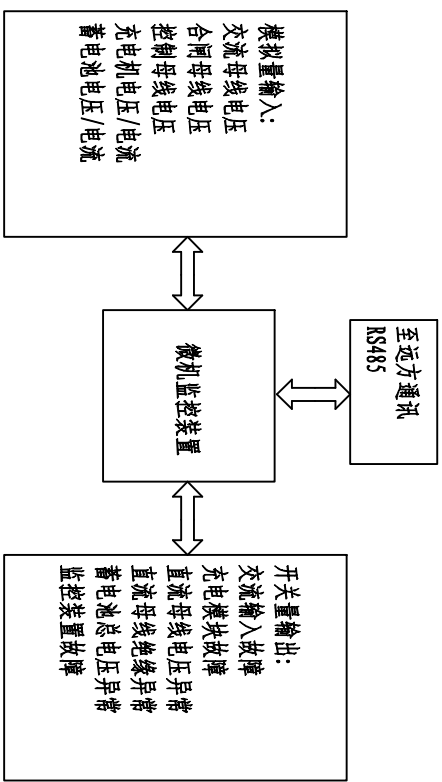 模拟量输入:
交流母线电压
合闸母线电压
控制母线电压
充电机电压/电流
蓄电池电压/电流
至远方通讯
RS485
微机监控装置
开关量输出:
交流输入故障
充电模块故障
直流母线电压异常
直流母线绝缘异常
蓄电池总电压异常
监控装置故障